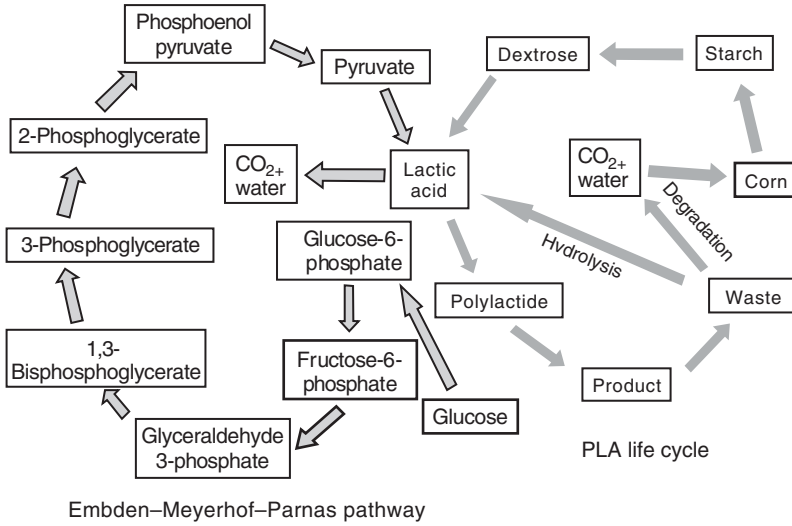 Phosphoenol
pyruvate
Pyruvate
Dextrose
Starch
2-Phosphoglycerate
CO2+
water
Lactic
acid
CO2+
water
Corn
Degradation
3-Phosphoglycerate
Glucose-6-
phosphate
Hvdrolysis
Polylactide
Waste
1,3-
Bisphosphoglycerate
Fructose-6-
phosphate
Product
Glucose
Glyceraldehyde
3-phosphate
PLA life cycle
Embden–Meyerhof–Parnas pathway